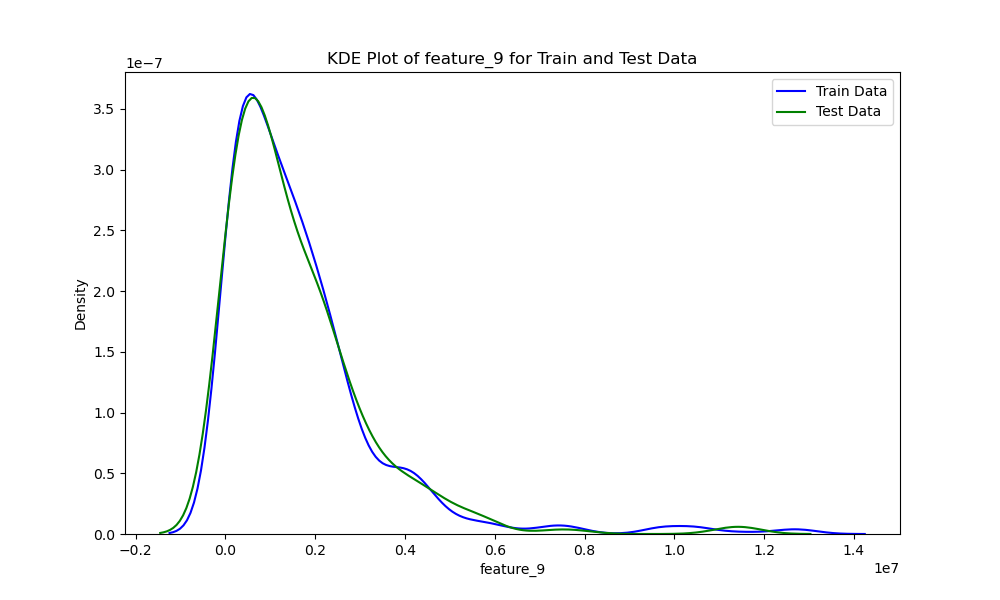 KDE Plot of feature_9 for Train and Test Data
1e−7
Train Data
Test Data
3.5
3.0
2.5
2.0
1.5
1.0
0.5
0.0
Density
−0.2
0.0
0.2
0.4
0.6
0.8
1.0
1.2
1.4
1e7
feature_9